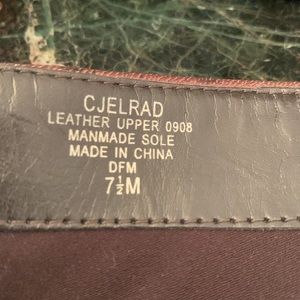 CJELRAD
LEATHER UPPER 0908
MANMADE SOLE
MADE IN CHINA
DFM
7½M